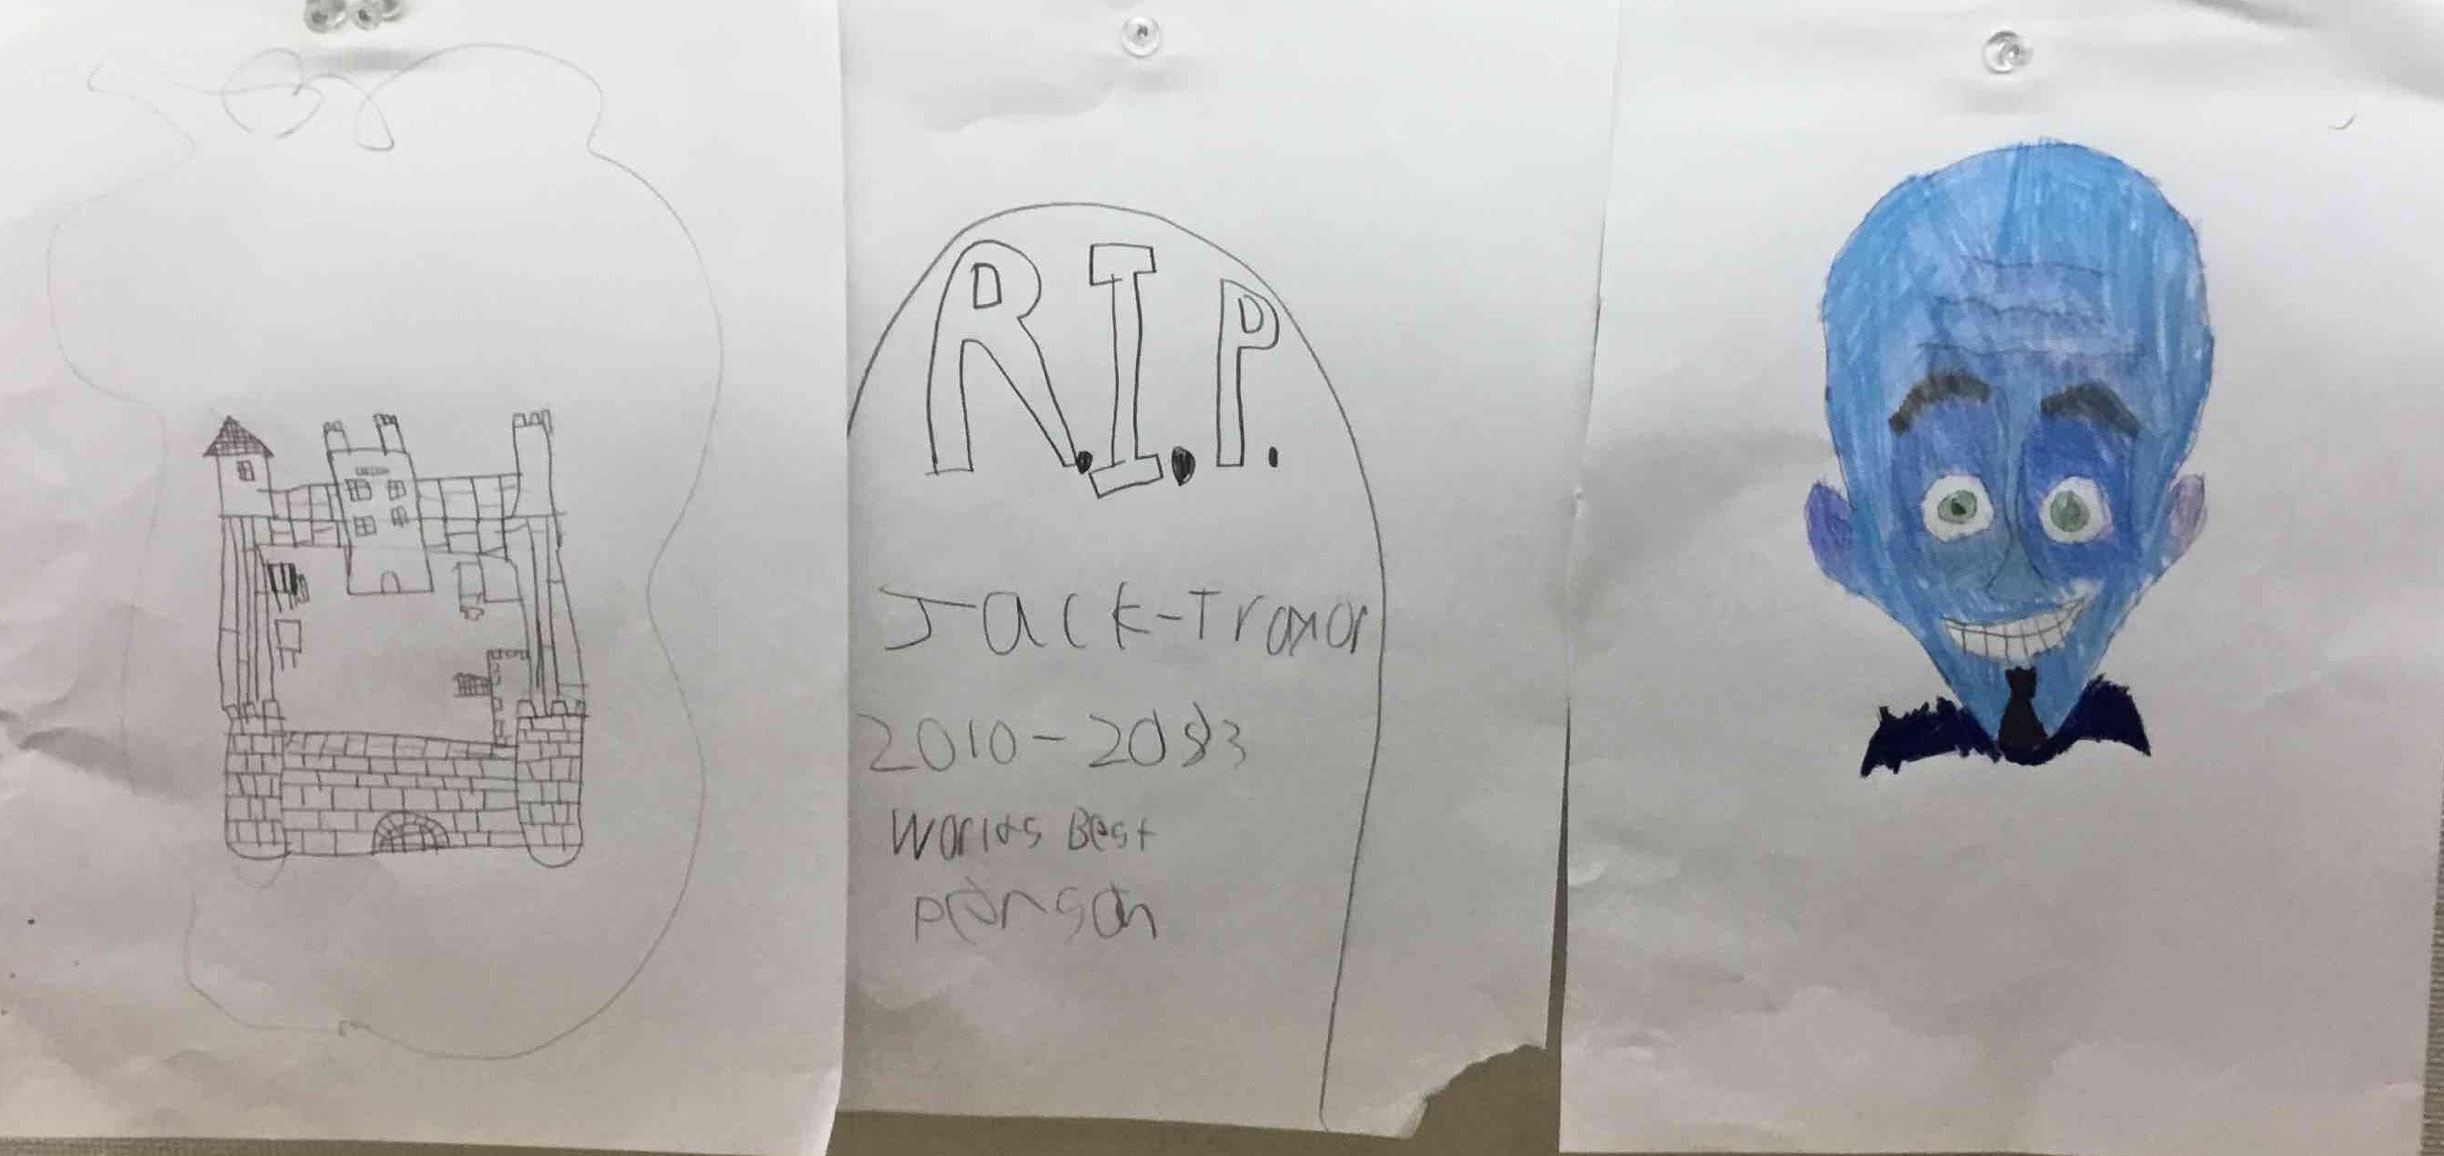 R.I.P.
Jack-Traxor
2010-2083
Worlds Best
person